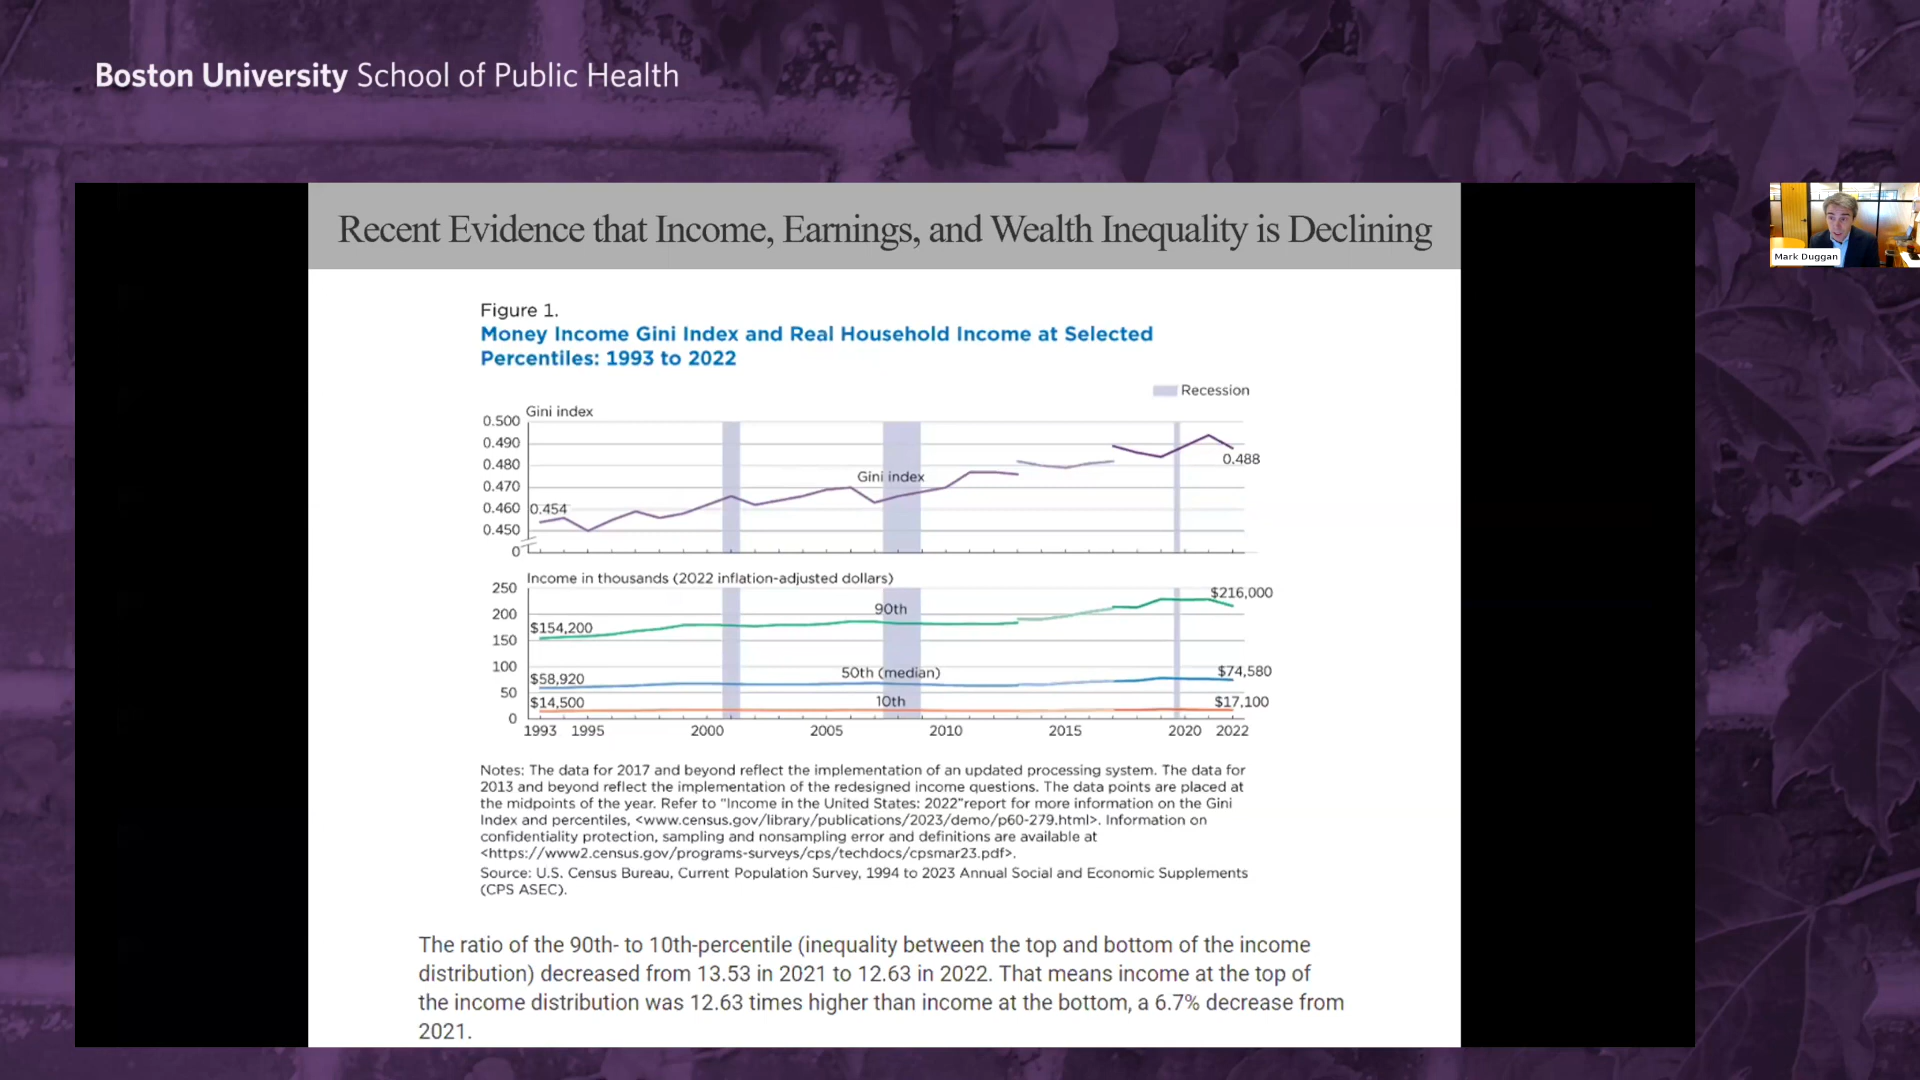 Boston University School of Public Health
Recent Evidence that Income, Earnings, and Wealth Inequality is Declining
Mark Duggan
Figure 1.
Money Income Gini Index and Real Household Income at Selected
Percentiles: 1993 to 2022
Recession
Gini index
0.500
0.490
0.480
0.470
0.460
0.450
0
0.454
Gini index
0.488
Income in thousands (2022 inflation-adjusted dollars)
250
200
150
100
50
0
$154,200
90th
$216,000
$58,920
50th (median)
$74,580
$14,500
10th
$17,100
1993 1995 2000 2005 2010 2015 2020 2022
Notes: The data for 2017 and beyond reflect the implementation of an updated processing system. The data for
2013 and beyond reflect the implementation of the redesigned income questions. The data points are placed at
the midpoints of the year. Refer to "Income in the United States: 2022"report for more information on the Gini
Index and percentiles, <www.census.gov/library/publications/2023/demo/p60-279.html>. Information on
confidentiality protection, sampling and nonsampling error and definitions are available at
<https://www2.census.gov/programs-surveys/cps/techdocs/cpsmar23.pdf>.
Source: U.S. Census Bureau, Current Population Survey, 1994 to 2023 Annual Social and Economic Supplements
(CPS ASEC).
The ratio of the 90th- to 10th-percentile (inequality between the top and bottom of the income
distribution) decreased from 13.53 in 2021 to 12.63 in 2022. That means income at the top of
the income distribution was 12.63 times higher than income at the bottom, a 6.7% decrease from
2021.